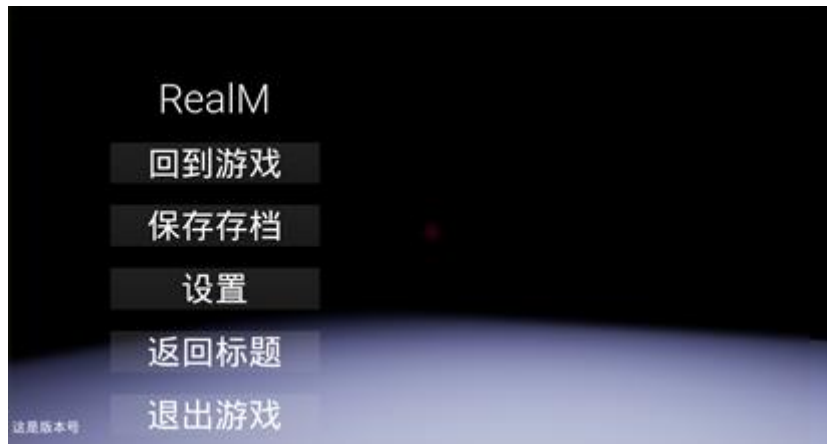 RealM
回到游戏
保存存档
设置
返回标题
退出游戏
这是版本号